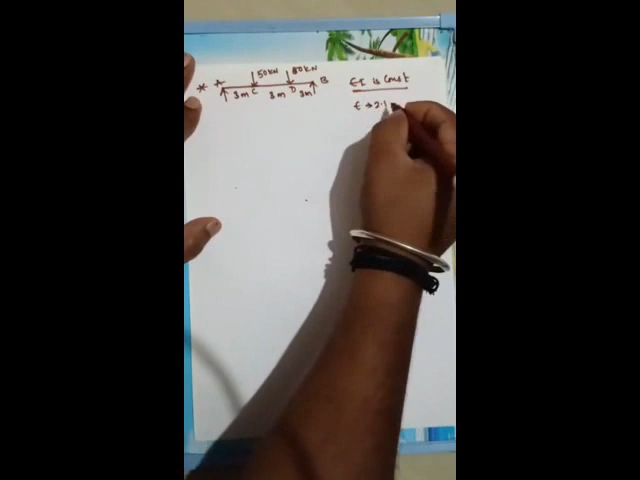 50KN 80KN
* A B EI is Const
3m C 3m D 3m
E → 2.1